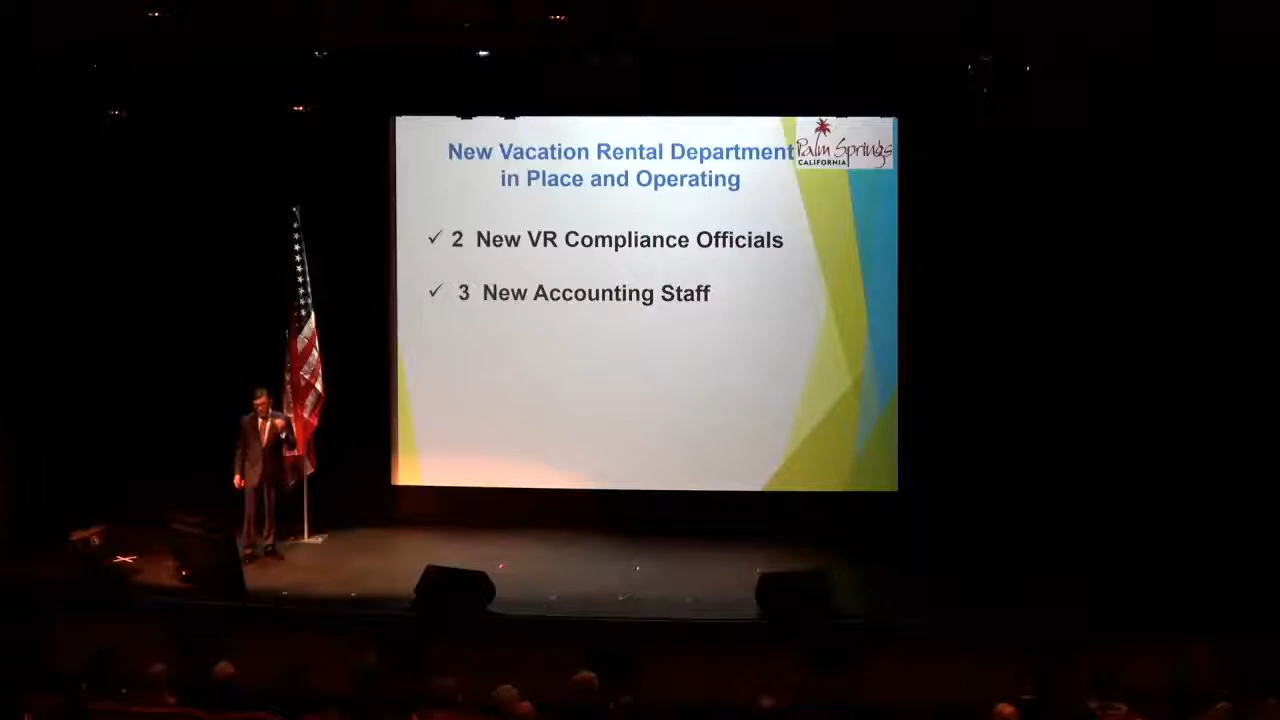 New Vacation Rental Department
in Place and Operating
Palm Springs
CALIFORNIA
✓ 2 New VR Compliance Officials
✓ 3 New Accounting Staff